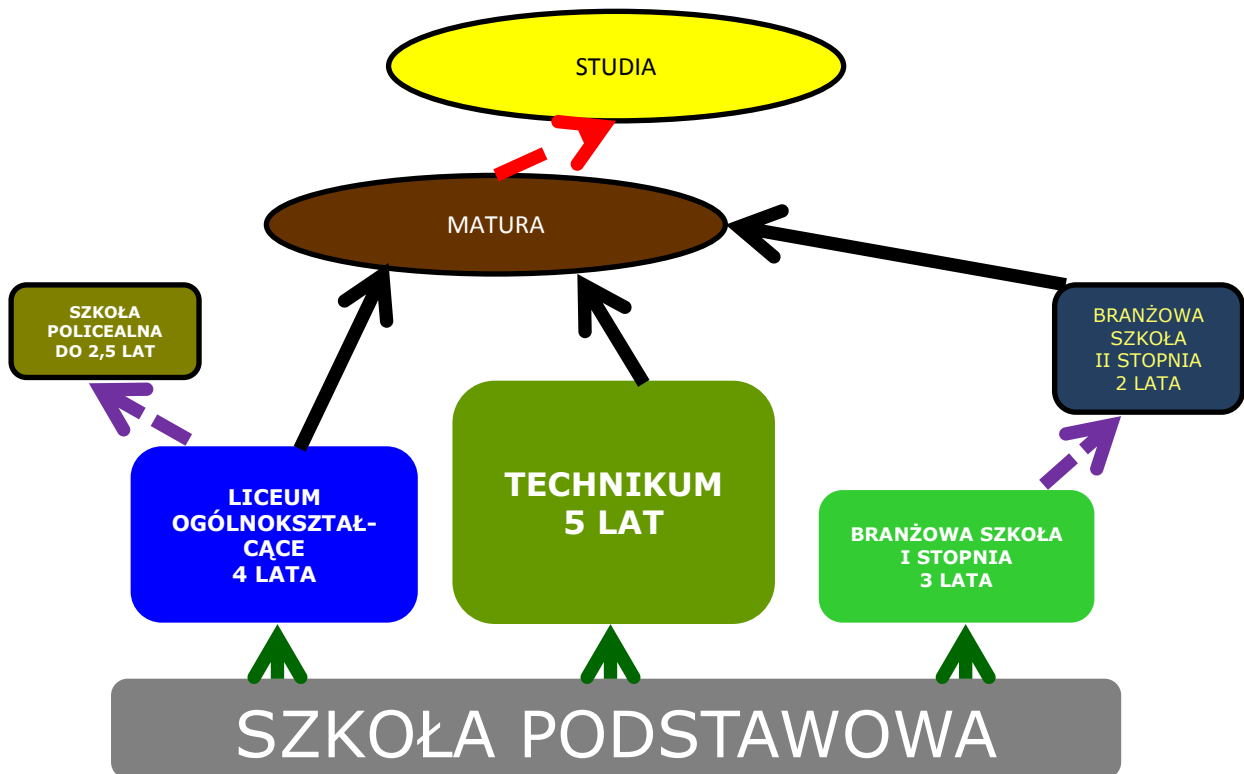 STUDIA
MATURA
SZKOŁA
POLICEALNA
DO 2,5 LAT
BRANŻOWA
SZKOŁA
II STOPNIA
2 LATA
LICEUM
OGÓLNOKSZTAŁ-
CĄCE
4 LATA
TECHNIKUM
5 LAT
BRANŻOWA SZKOŁA
I STOPNIA
3 LATA
SZKOŁA PODSTAWOWA